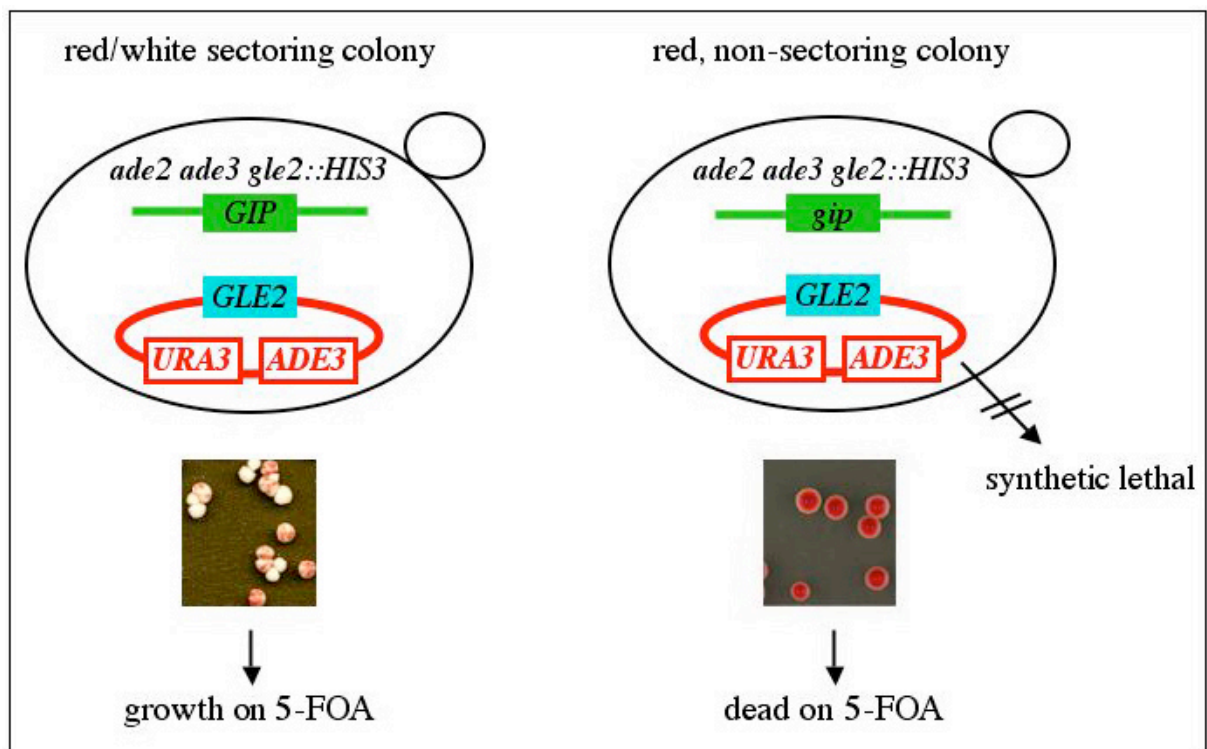 red/white sectoring colony
ade2 ade3 gle2::HIS3
GIP
GLE2
URA3 ADE3
growth on 5-FOA
red, non-sectoring colony
ade2 ade3 gle2::HIS3
gip
GLE2
URA3 ADE3
synthetic lethal
dead on 5-FOA